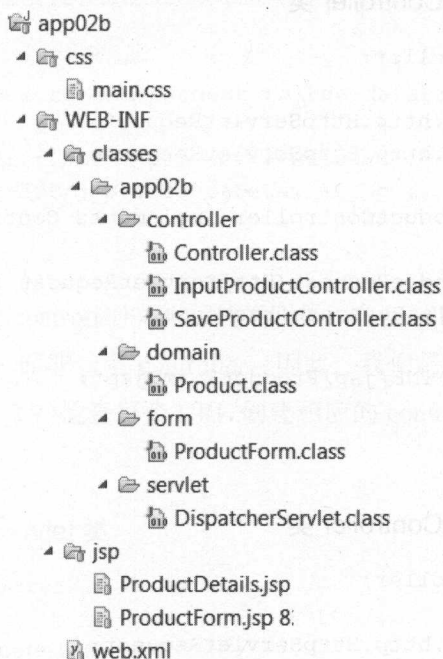 app02b
css
main.css
WEB-INF
classes
app02b
controller
Controller.class
InputProductController.class
SaveProductController.class
domain
Product.class
form
ProductForm.class
servlet
DispatcherServlet.class
jsp
ProductDetails.jsp
ProductForm.jsp 8:
web.xml